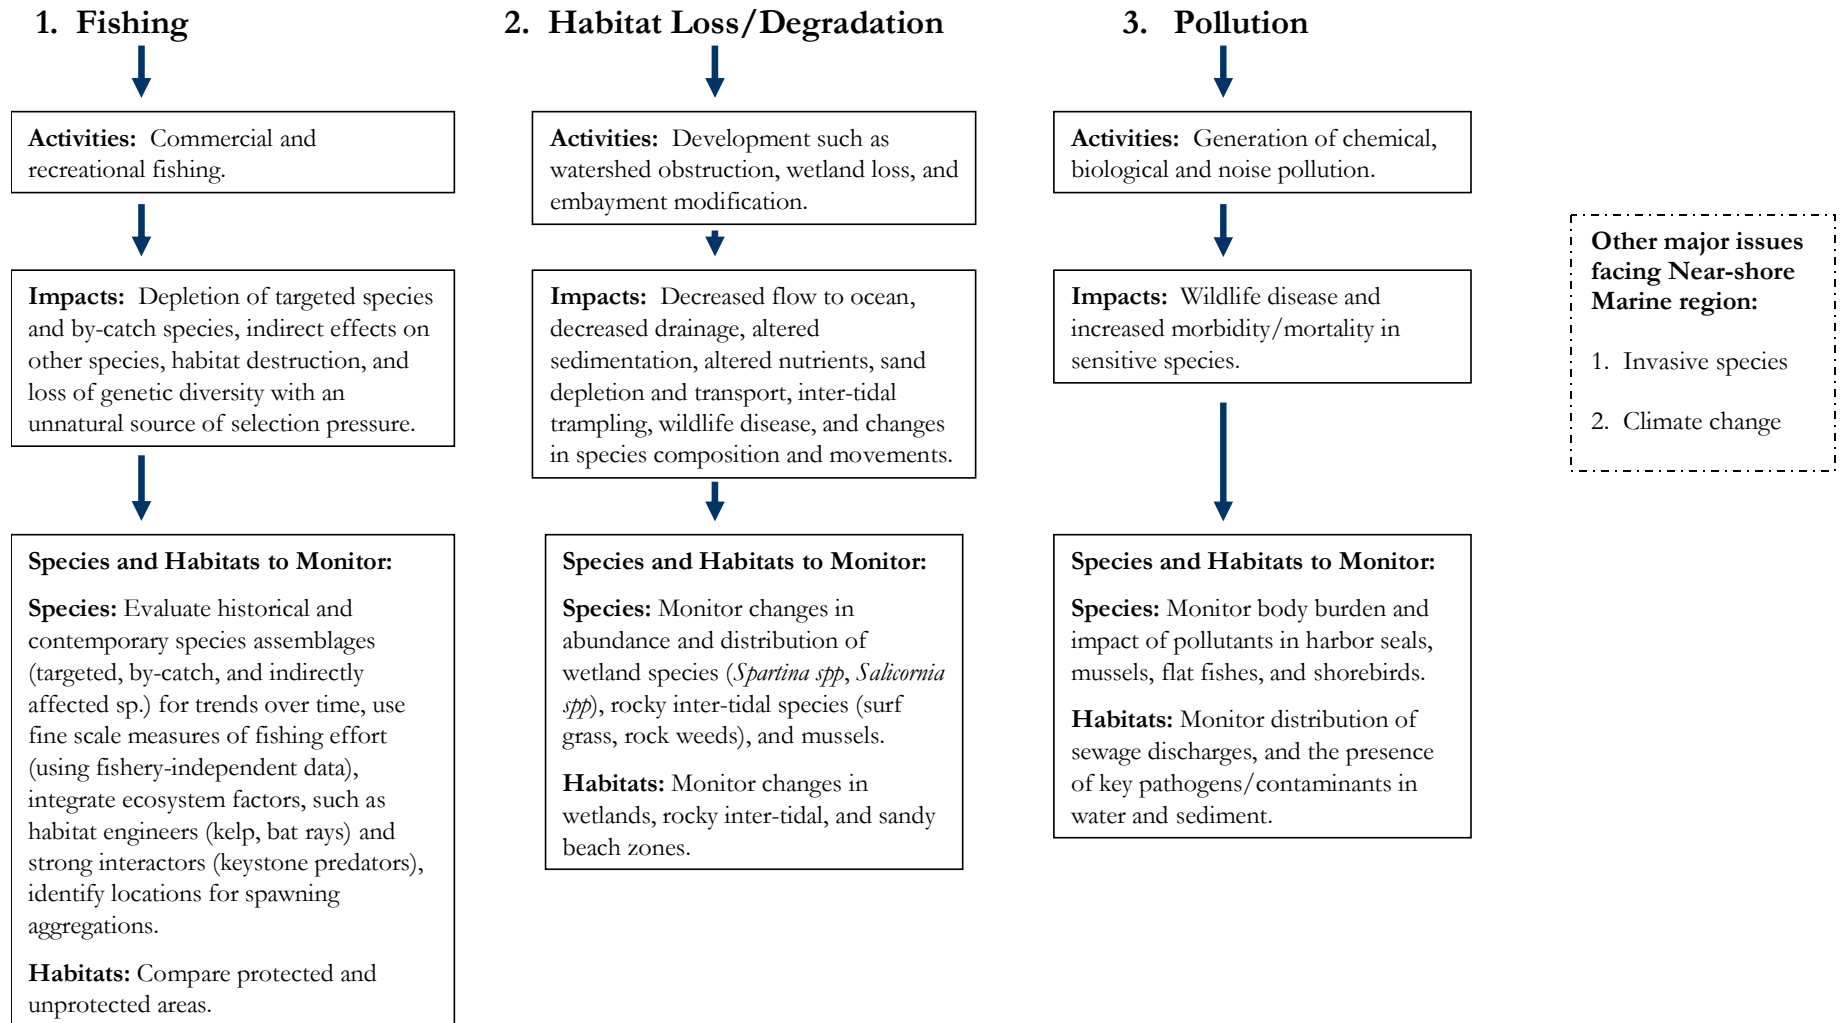 1. Fishing
Activities: Commercial and
recreational fishing.
Impacts: Depletion of targeted species
and by-catch species, indirect effects on
other species, habitat destruction, and
loss of genetic diversity with an
unnatural source of selection pressure.
Species and Habitats to Monitor:
Species: Evaluate historical and
contemporary species assemblages
(targeted, by-catch, and indirectly
affected sp.) for trends over time, use
fine scale measures of fishing effort
(using fishery-independent data),
integrate ecosystem factors, such as
habitat engineers (kelp, bat rays) and
strong interactors (keystone predators),
identify locations for spawning
aggregations.
Habitats: Compare protected and
unprotected areas.
2. Habitat Loss/Degradation
Activities: Development such as
watershed obstruction, wetland loss, and
embayment modification.
Impacts: Decreased flow to ocean,
decreased drainage, altered
sedimentation, altered nutrients, sand
depletion and transport, inter-tidal
trampling, wildlife disease, and changes
in species composition and movements.
Species and Habitats to Monitor:
Species: Monitor changes in
abundance and distribution of
wetland species (Spartina spp, Salicornia
spp), rocky inter-tidal species (surf
grass, rock weeds), and mussels.
Habitats: Monitor changes in
wetlands, rocky inter-tidal, and sandy
beach zones.
3. Pollution
Activities: Generation of chemical,
biological and noise pollution.
Impacts: Wildlife disease and
increased morbidity/mortality in
sensitive species.
Species and Habitats to Monitor:
Species: Monitor body burden and
impact of pollutants in harbor seals,
mussels, flat fishes, and shorebirds.
Habitats: Monitor distribution of
sewage discharges, and the presence
of key pathogens/contaminants in
water and sediment.
Other major issues
facing Near-shore
Marine region:
1. Invasive species
2. Climate change